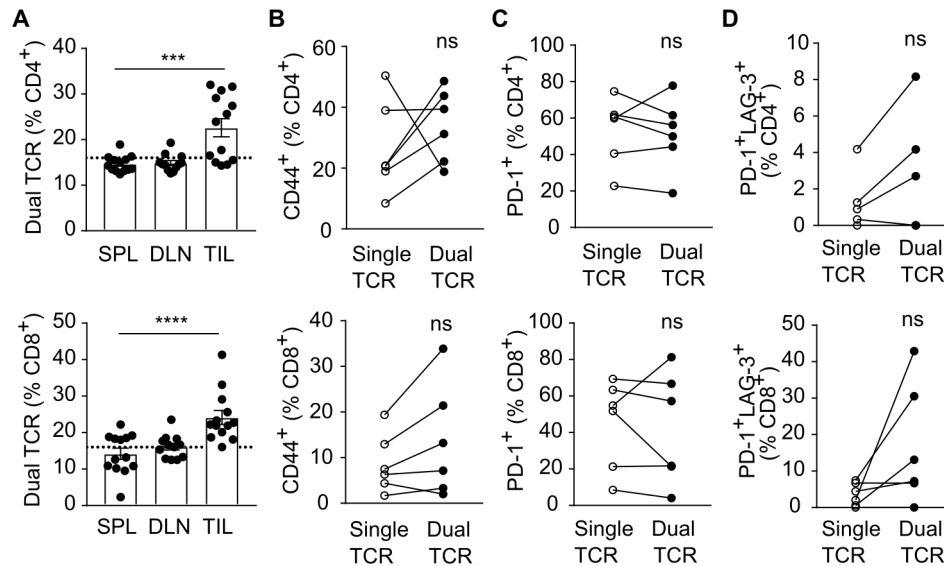 A
Dual TCR (% CD4+)
40
30
20
10
0
***
SPL DLN TIL
B
CD44+ (% CD4+)
60
40
20
0
ns
Single Dual
TCR TCR
C
PD-1+ (% CD4+)
100
80
60
40
20
0
ns
Single Dual
TCR TCR
D
PD-1+LAG-3+
(% CD4+)
10
8
6
4
2
0
ns
Single Dual
TCR TCR
Dual TCR (% CD8+)
50
40
30
20
10
0
****
SPL DLN TIL
CD44+ (% CD8+)
40
30
20
10
0
ns
Single Dual
TCR TCR
PD-1+ (% CD8+)
100
80
60
40
20
0
ns
Single Dual
TCR TCR
PD-1+LAG-3+
(% CD8+)
50
40
30
20
10
0
ns
Single Dual
TCR TCR